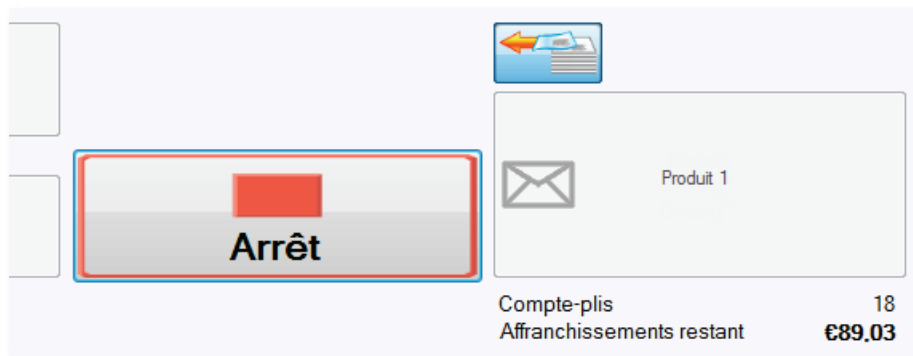 Produit 1
Arrêt
Compte-plis 18
Affranchissements restant €89,03